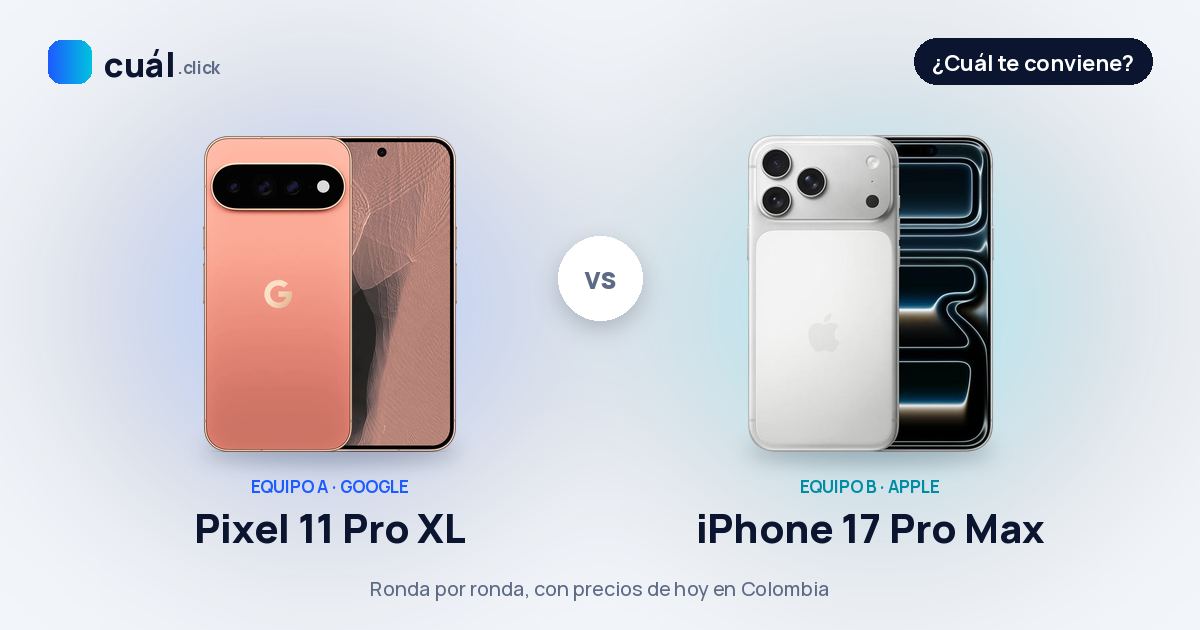 cuál.click
¿Cuál te conviene?
G
VS
EQUIPO A · GOOGLE
EQUIPO B · APPLE
Pixel 11 Pro XL
iPhone 17 Pro Max
Ronda por ronda, con precios de hoy en Colombia